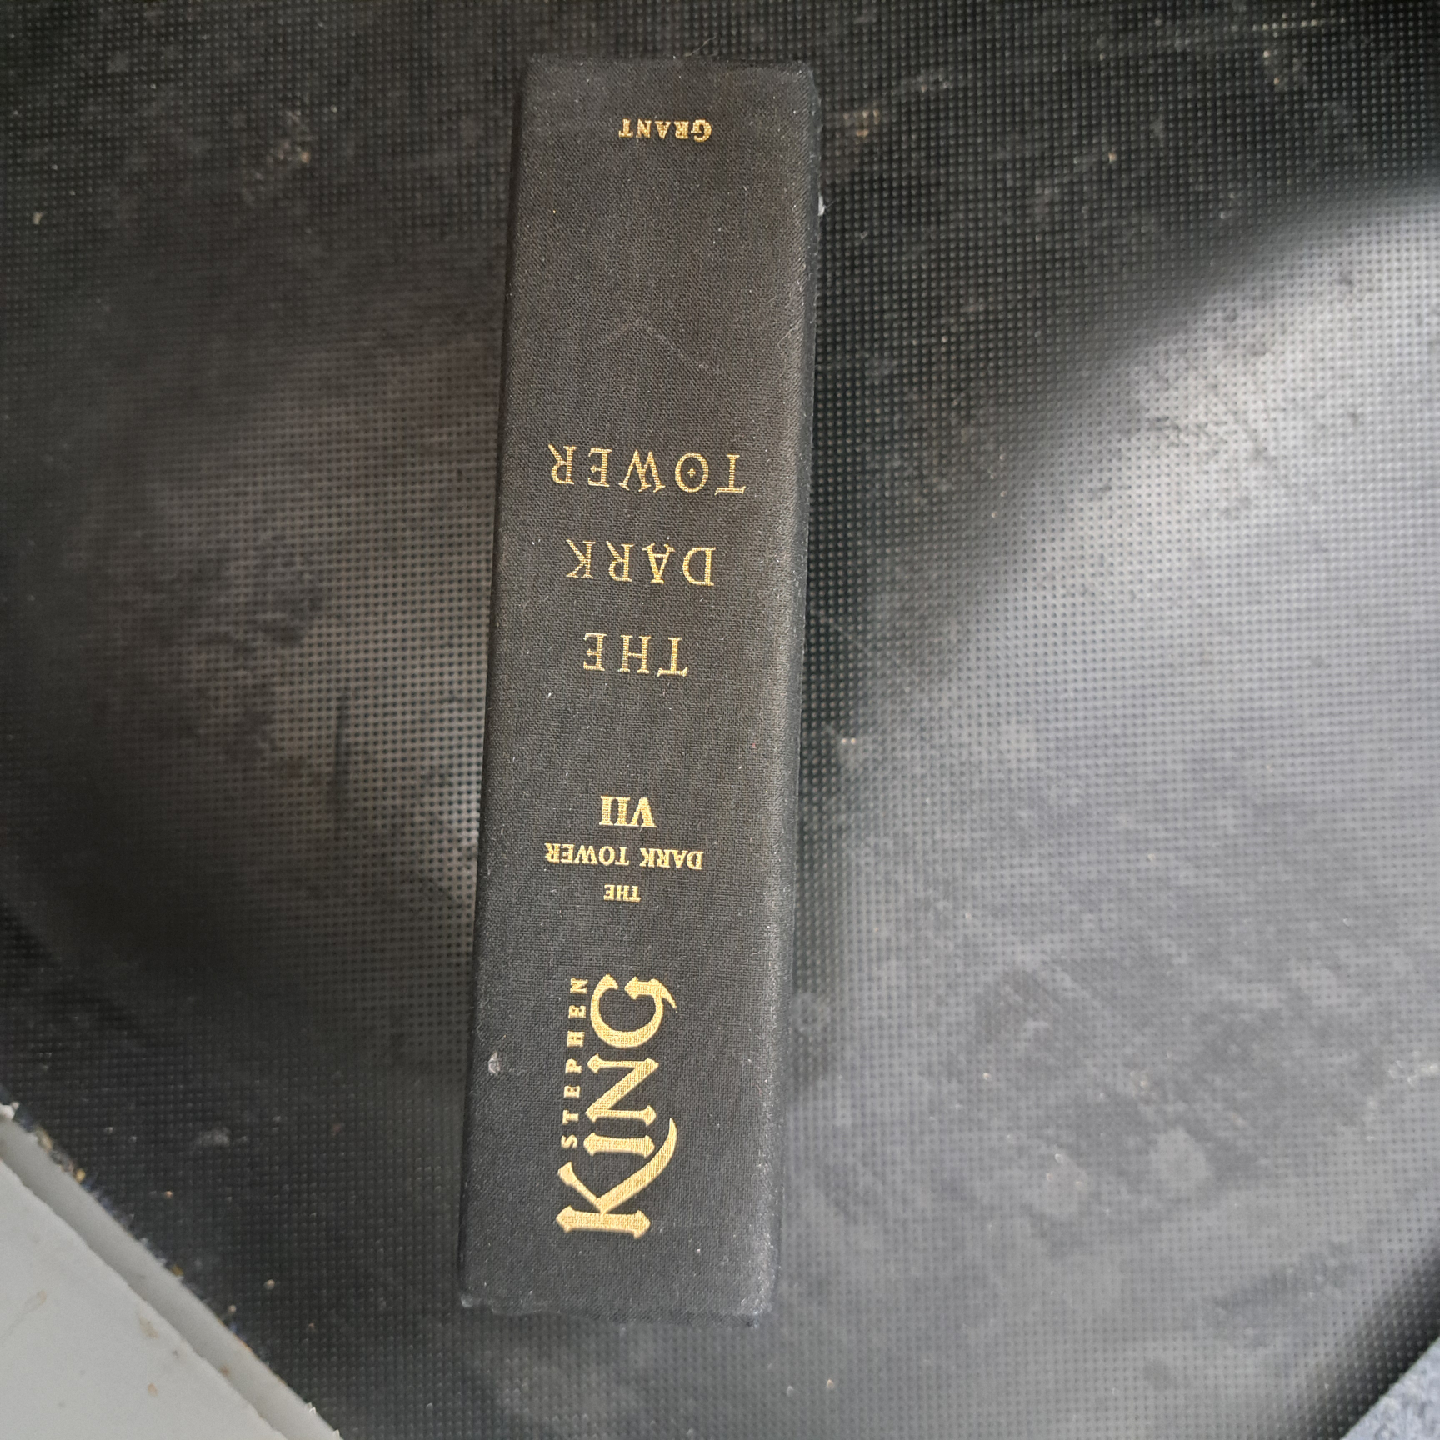 STEPHEN
KING
THE
DARK TOWER
VII
THE
DARK
TOWER
GRANT